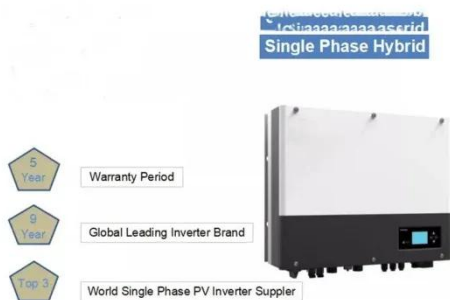 Single Phase Hybrid
5
Year
Warranty Period
9
Year
Global Leading Inverter Brand
Top 3
World Single Phase PV Inverter Suppler